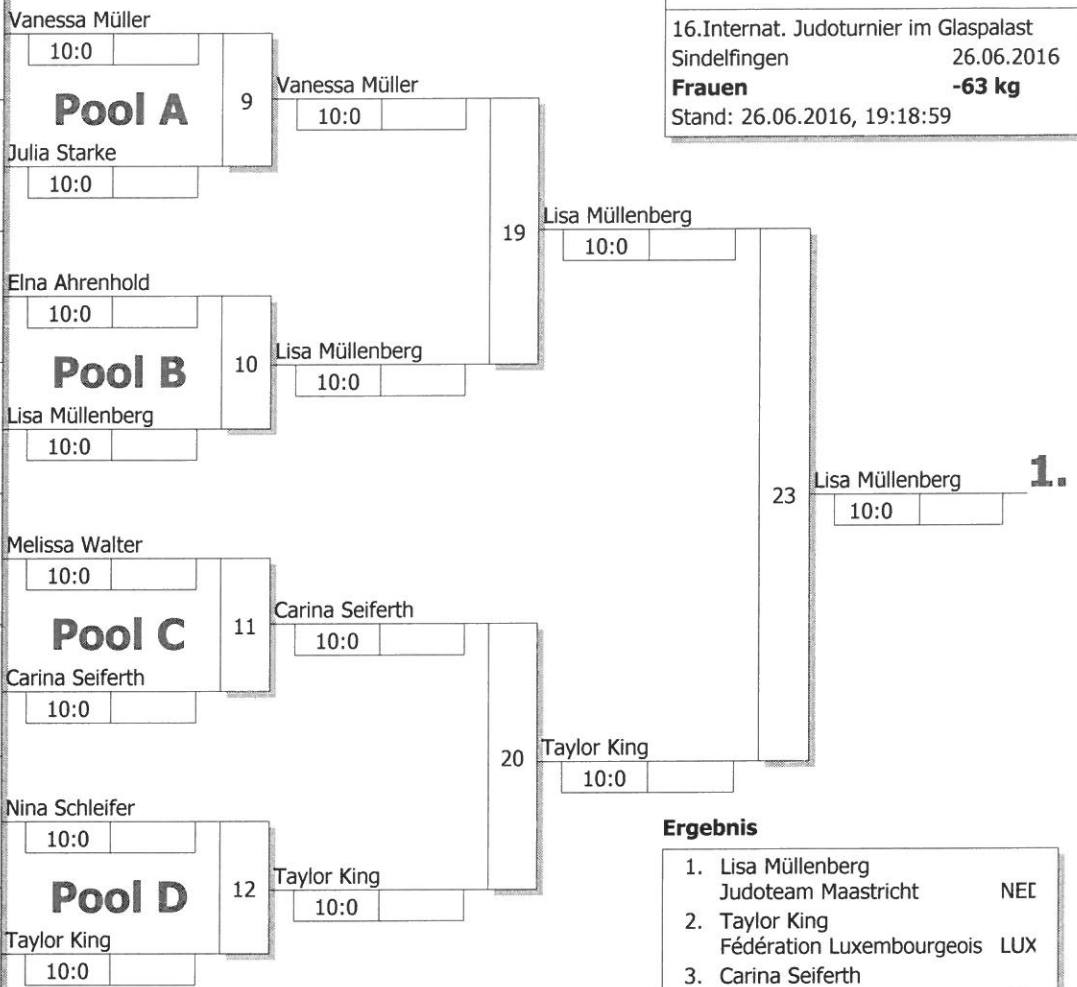 16.Internat. Judoturnier im Glaspalast
Sindelfingen 26.06.2016
Frauen -63 kg
Stand: 26.06.2016, 19:18:59
Vanessa Müller
10:0
Pool A
9
Julia Starke
10:0
Vanessa Müller
10:0
Elna Ahrenhold
10:0
Pool B
10
Lisa Müllenberg
10:0
Lisa Müllenberg
10:0
19
Lisa Müllenberg
10:0
Melissa Walter
10:0
Pool C
11
Carina Seiferth
10:0
Carina Seiferth
10:0
Nina Schleifer
10:0
Pool D
12
Taylor King
10:0
Taylor King
10:0
20
Taylor King
10:0
23
Lisa Müllenberg
10:0
1.
Ergebnis
1. Lisa Müllenberg
Judoteam Maastricht NED
2. Taylor King
Fédération Luxembourgeois LUX
3. Carina Seiferth